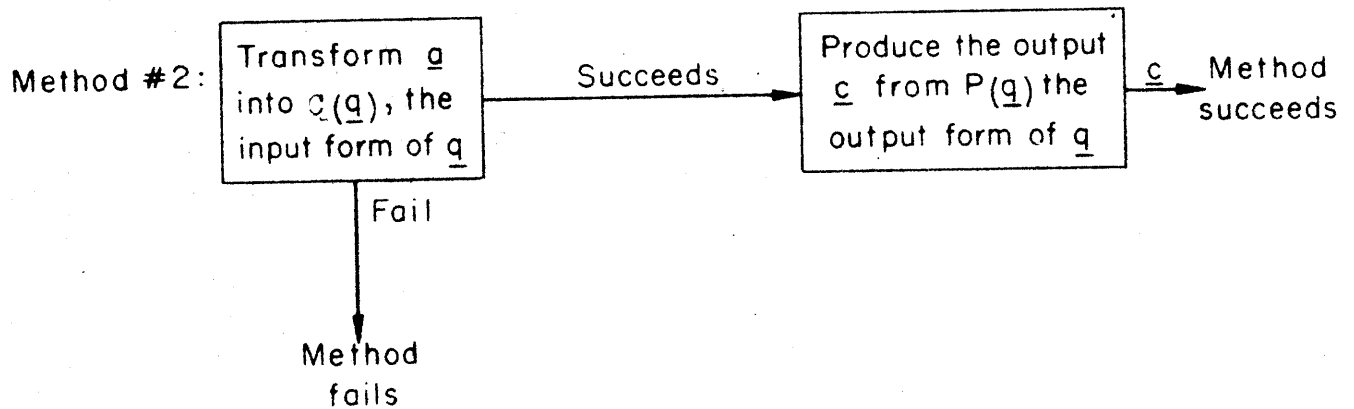 Method #2:
Transform a
into C(q), the
input form of q
Succeeds
Produce the output
c from P(q) the
output form of q
c
Method
succeeds
Fail
Method
fails